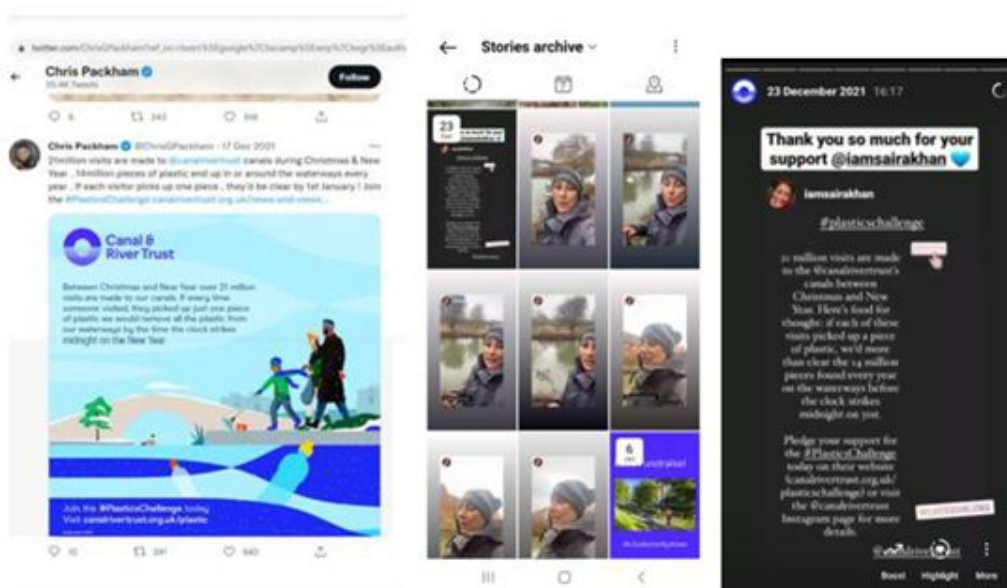 Chris Packham
35.4K Tweets
Follow
6
243
Chris Packham @ChrisGPackham · 17 Dec 2021
21million visits are made to @canalrivertrust canals during Christmas & New
Year . 14million pieces of plastic end up in or around the waterways every
year . If each visitor picks up one piece , they'd be clear by 1st January ! Join
the #PlasticsChallenge canalrivertrust.org.uk/news-and-views...
Canal &
River Trust
Between Christmas and New Year over 21 million
visits are made to our canals. If every time
someone visited, they picked up just one piece
of plastic we would remove all the plastic from
our waterways by the time the clock strikes
midnight on the New Year.
Join the #PlasticsChallenge today
Visit canalrivertrust.org.uk/plastic
10
241
640
Stories archive
23
6
23 December 2021 16:17
Thank you so much for your
support @iamsairakhan
iamsairakhan
#plasticschallenge
21 million visits are made
to the @canalrivertrust's
canals between
Christmas and New
Year. Here's food for
thought: if each of these
visits picked up a piece
of plastic, we'd more
than clear the 14 million
pieces found every year
on the waterways before
the clock strikes
midnight on
Pledge your support for
the #PlasticsChallenge
today on their website
(canalrivertrust.org.uk/
plasticschallenge) or visit
the @canalrivertrust
Instagram page for more
details.
@canalrivertrust
Boost Highlight More